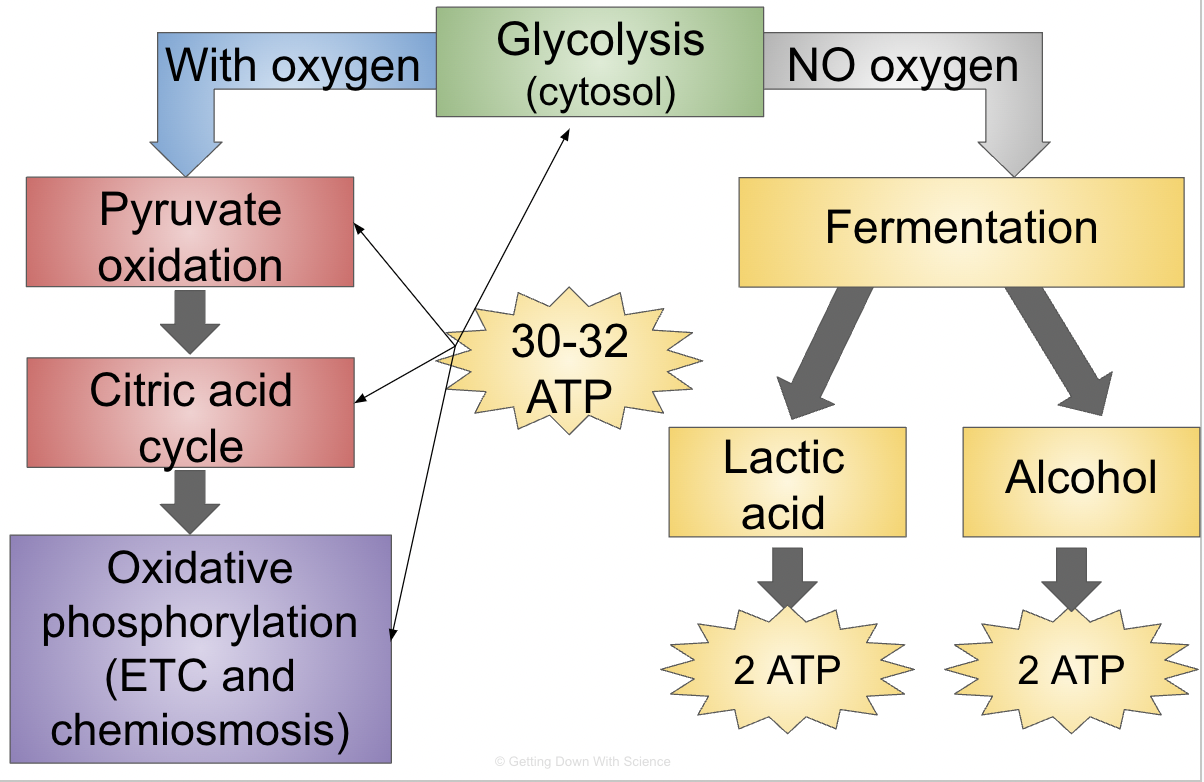 Glycolysis
(cytosol)
With oxygen
NO oxygen
Pyruvate
oxidation
Citric acid
cycle
Oxidative
phosphorylation
(ETC and
chemiosmosis)
30-32
ATP
Fermentation
Lactic
acid
Alcohol
2 ATP
2 ATP
© Getting Down With Science